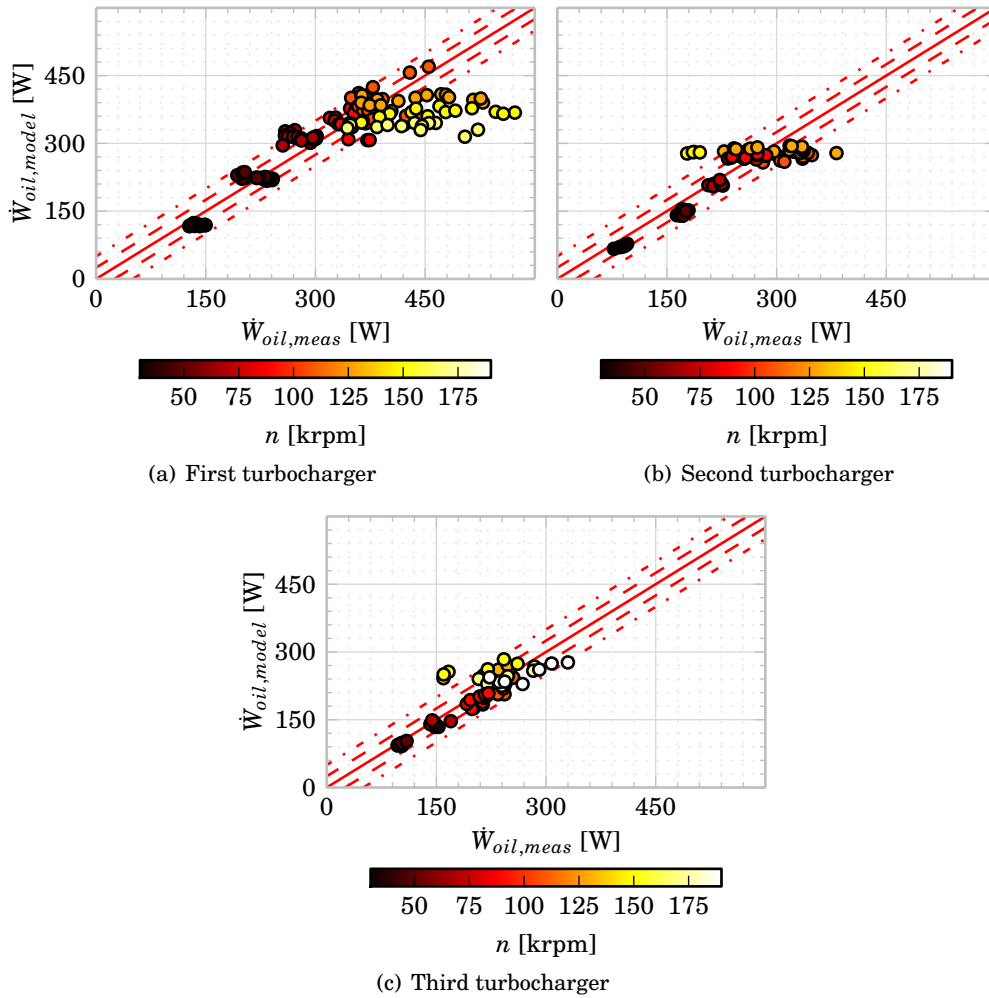 450
300
150
0
Ẇoil,model [W]
0 150 300 450
0 150 300 450
Ẇoil,meas [W]
Ẇoil,meas [W]
50 75 100 125 150 175
50 75 100 125 150 175
n [krpm]
n [krpm]
(a) First turbocharger
(b) Second turbocharger
450
300
150
0
Ẇoil,model [W]
0 150 300 450
Ẇoil,meas [W]
50 75 100 125 150 175
n [krpm]
(c) Third turbocharger